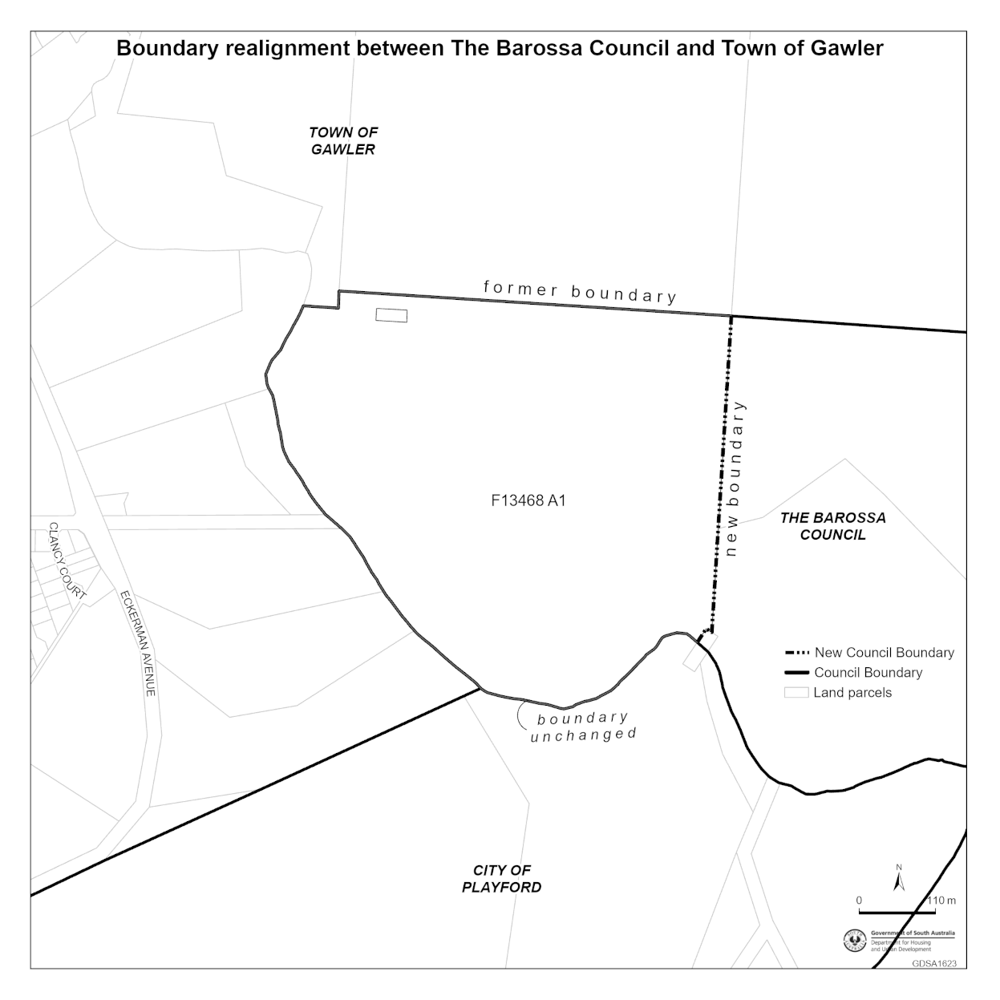 Boundary realignment between The Barossa Council and Town of Gawler
TOWN OF
GAWLER
former boundary
new boundary
F13468 A1
THE BAROSSA
COUNCIL
CLANCY COURT
ECKERMAN AVENUE
New Council Boundary
Council Boundary
Land parcels
boundary
unchanged
CITY OF
PLAYFORD
N
0 110 m
Government of South Australia
Department for Housing
and Urban Development
GDSA1623